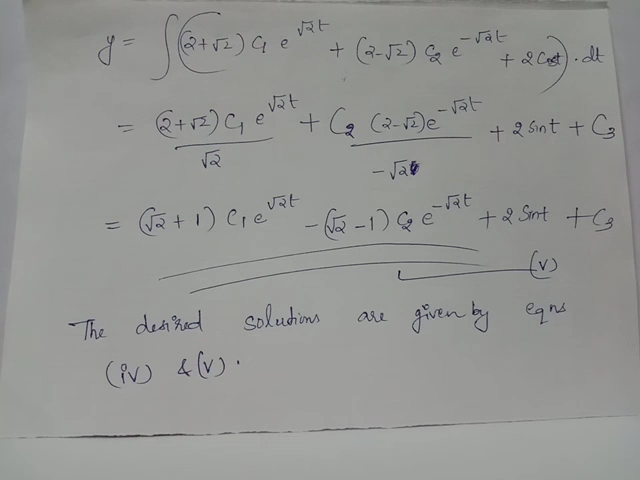 y = ∫((2+√2) C₁ e^{√2t} + (2-√2) C₂ e^{-√2t} + 2 Cost).dt
= (2+√2) C₁ e^{√2t} / √2 + C₂ (2-√2) e^{-√2t} / -√2 + 2 sint + C₃
= (√2 + 1) C₁ e^{√2t} - (√2 - 1) C₂ e^{-√2t} + 2 Sint + C₃
(V)
The desired solutions are given by eqns
(iv) & (v).